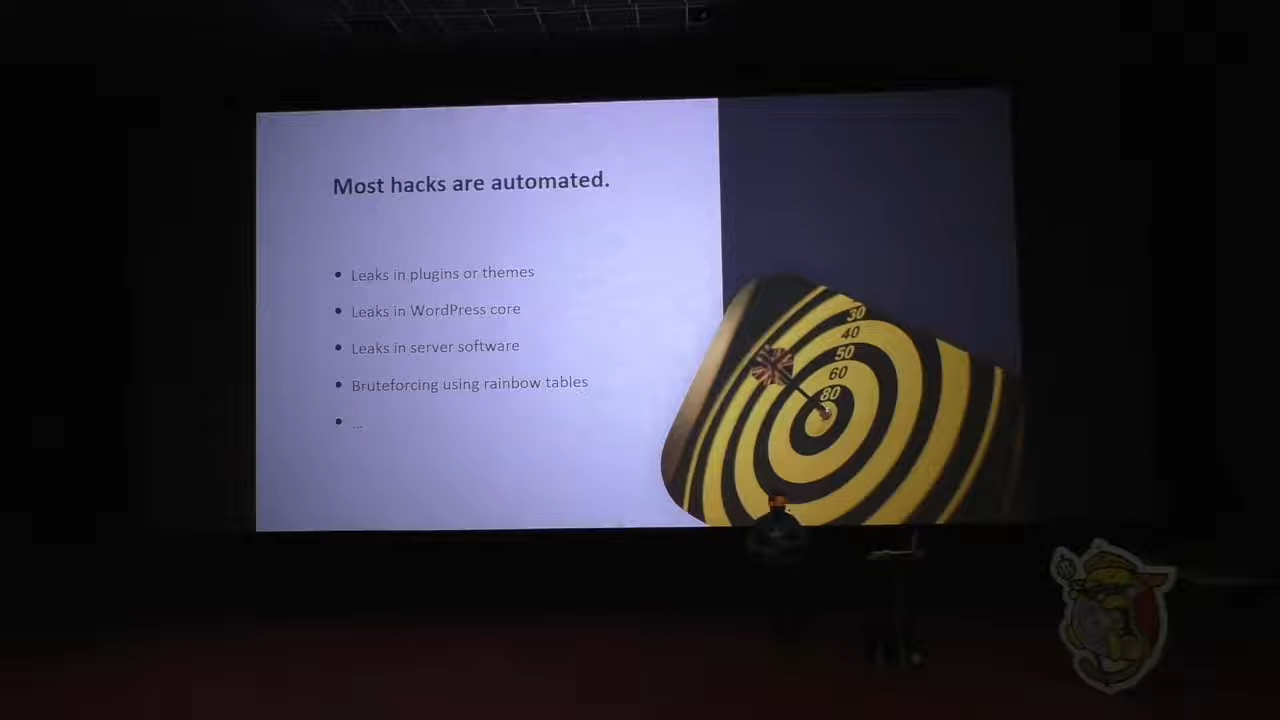 Most hacks are automated.
• Leaks in plugins or themes
• Leaks in WordPress core
• Leaks in server software
• Bruteforcing using rainbow tables
• ...
30
40
50
60
80